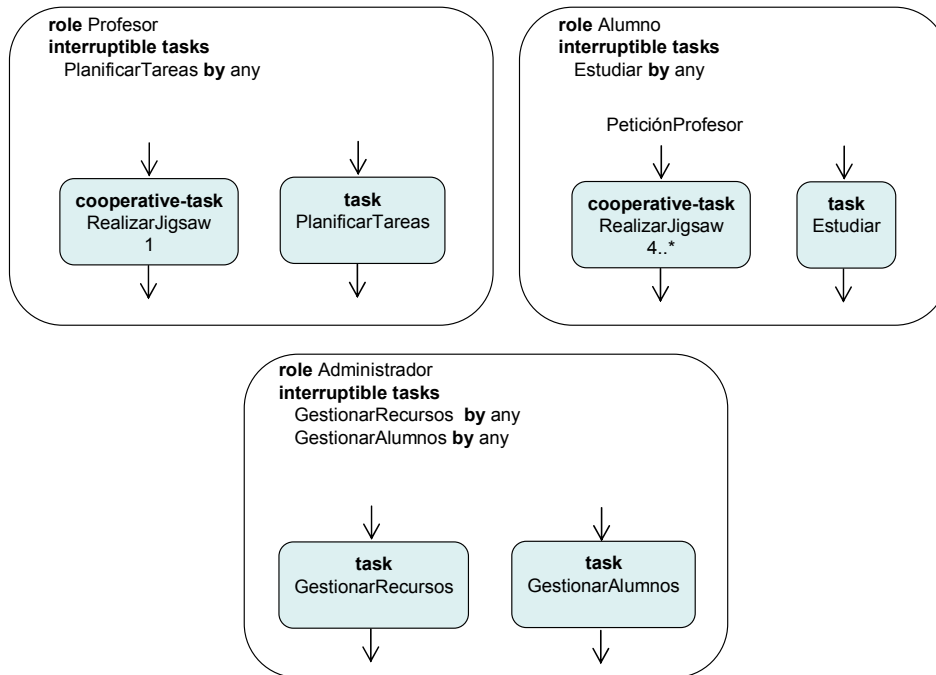 role Profesor
interruptible tasks
PlanificarTareas by any
cooperative-task
RealizarJigsaw
1
task
PlanificarTareas
role Alumno
interruptible tasks
Estudiar by any
PeticiónProfesor
cooperative-task
RealizarJigsaw
4..*
task
Estudiar
role Administrador
interruptible tasks
GestionarRecursos by any
GestionarAlumnos by any
task
GestionarRecursos
task
GestionarAlumnos